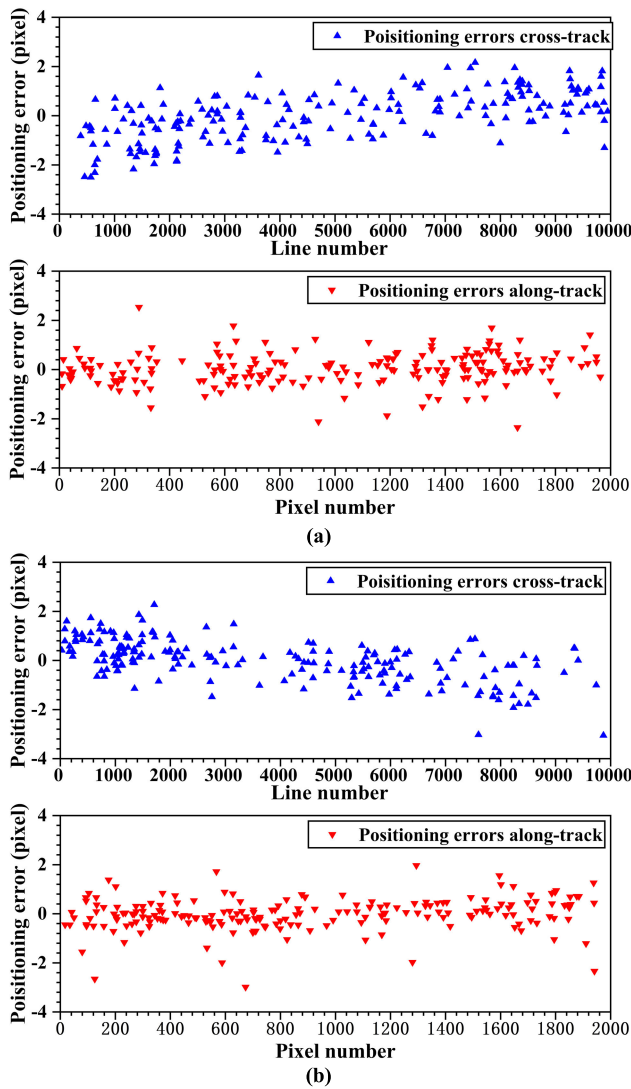 Positioning error (pixel)
4
2
0
-2
-4
Poisitioning errors cross-track
0 1000 2000 3000 4000 5000 6000 7000 8000 9000 10000
Line number
Poisitioning error (pixel)
4
2
0
-2
-4
Positioning errors along-track
0 200 400 600 800 1000 1200 1400 1600 1800 2000
Pixel number
(a)
Poisitioning error (pixel)
4
2
0
-2
-4
Poisitioning errors cross-track
0 1000 2000 3000 4000 5000 6000 7000 8000 9000 10000
Line number
Poisitioning error (pixel)
4
2
0
-2
-4
Positioning errors along-track
0 200 400 600 800 1000 1200 1400 1600 1800 2000
Pixel number
(b)